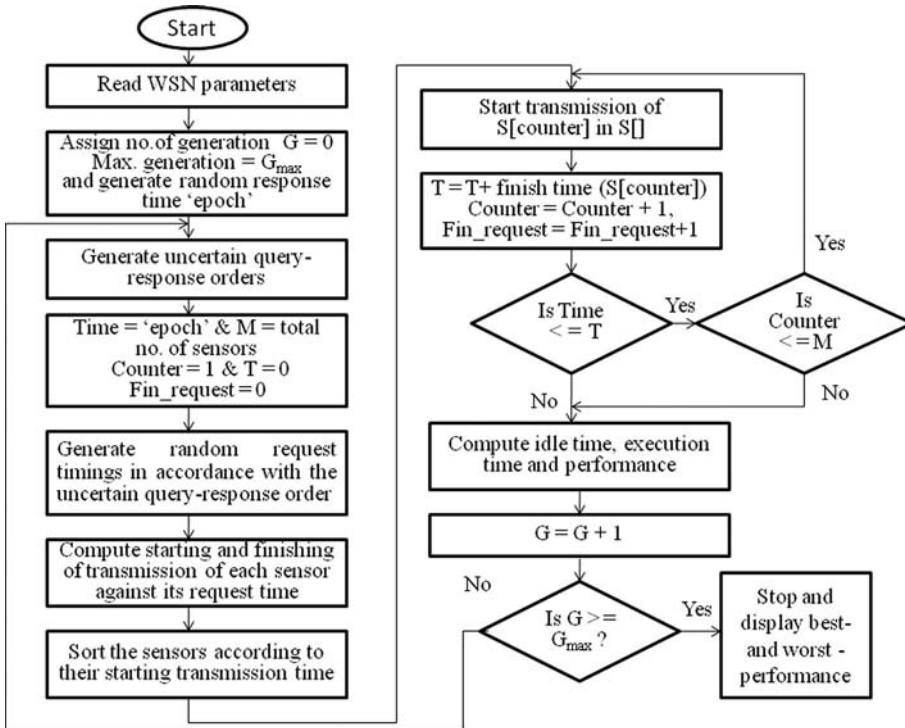 Start
Read WSN parameters
Assign no.of generation G = 0
Max. generation = Gmax
and generate random response
time 'epoch'
Generate uncertain query-
response orders
Time = 'epoch' & M = total
no. of sensors
Counter = 1 & T = 0
Fin_request = 0
Generate random request
timings in accordance with the
uncertain query-response order
Compute starting and finishing
of transmission of each sensor
against its request time
Sort the sensors according to
their starting transmission time
Start transmission of
S[counter] in S[]
T = T+ finish time (S[counter])
Counter = Counter + 1,
Fin_request = Fin_request+1
Is Time
<= T
Yes
Is
Counter
<=M
Yes
No
No
Compute idle time, execution
time and performance
G = G + 1
Is G >=
Gmax ?
No
Yes
Stop and
display best-
and worst -
performance